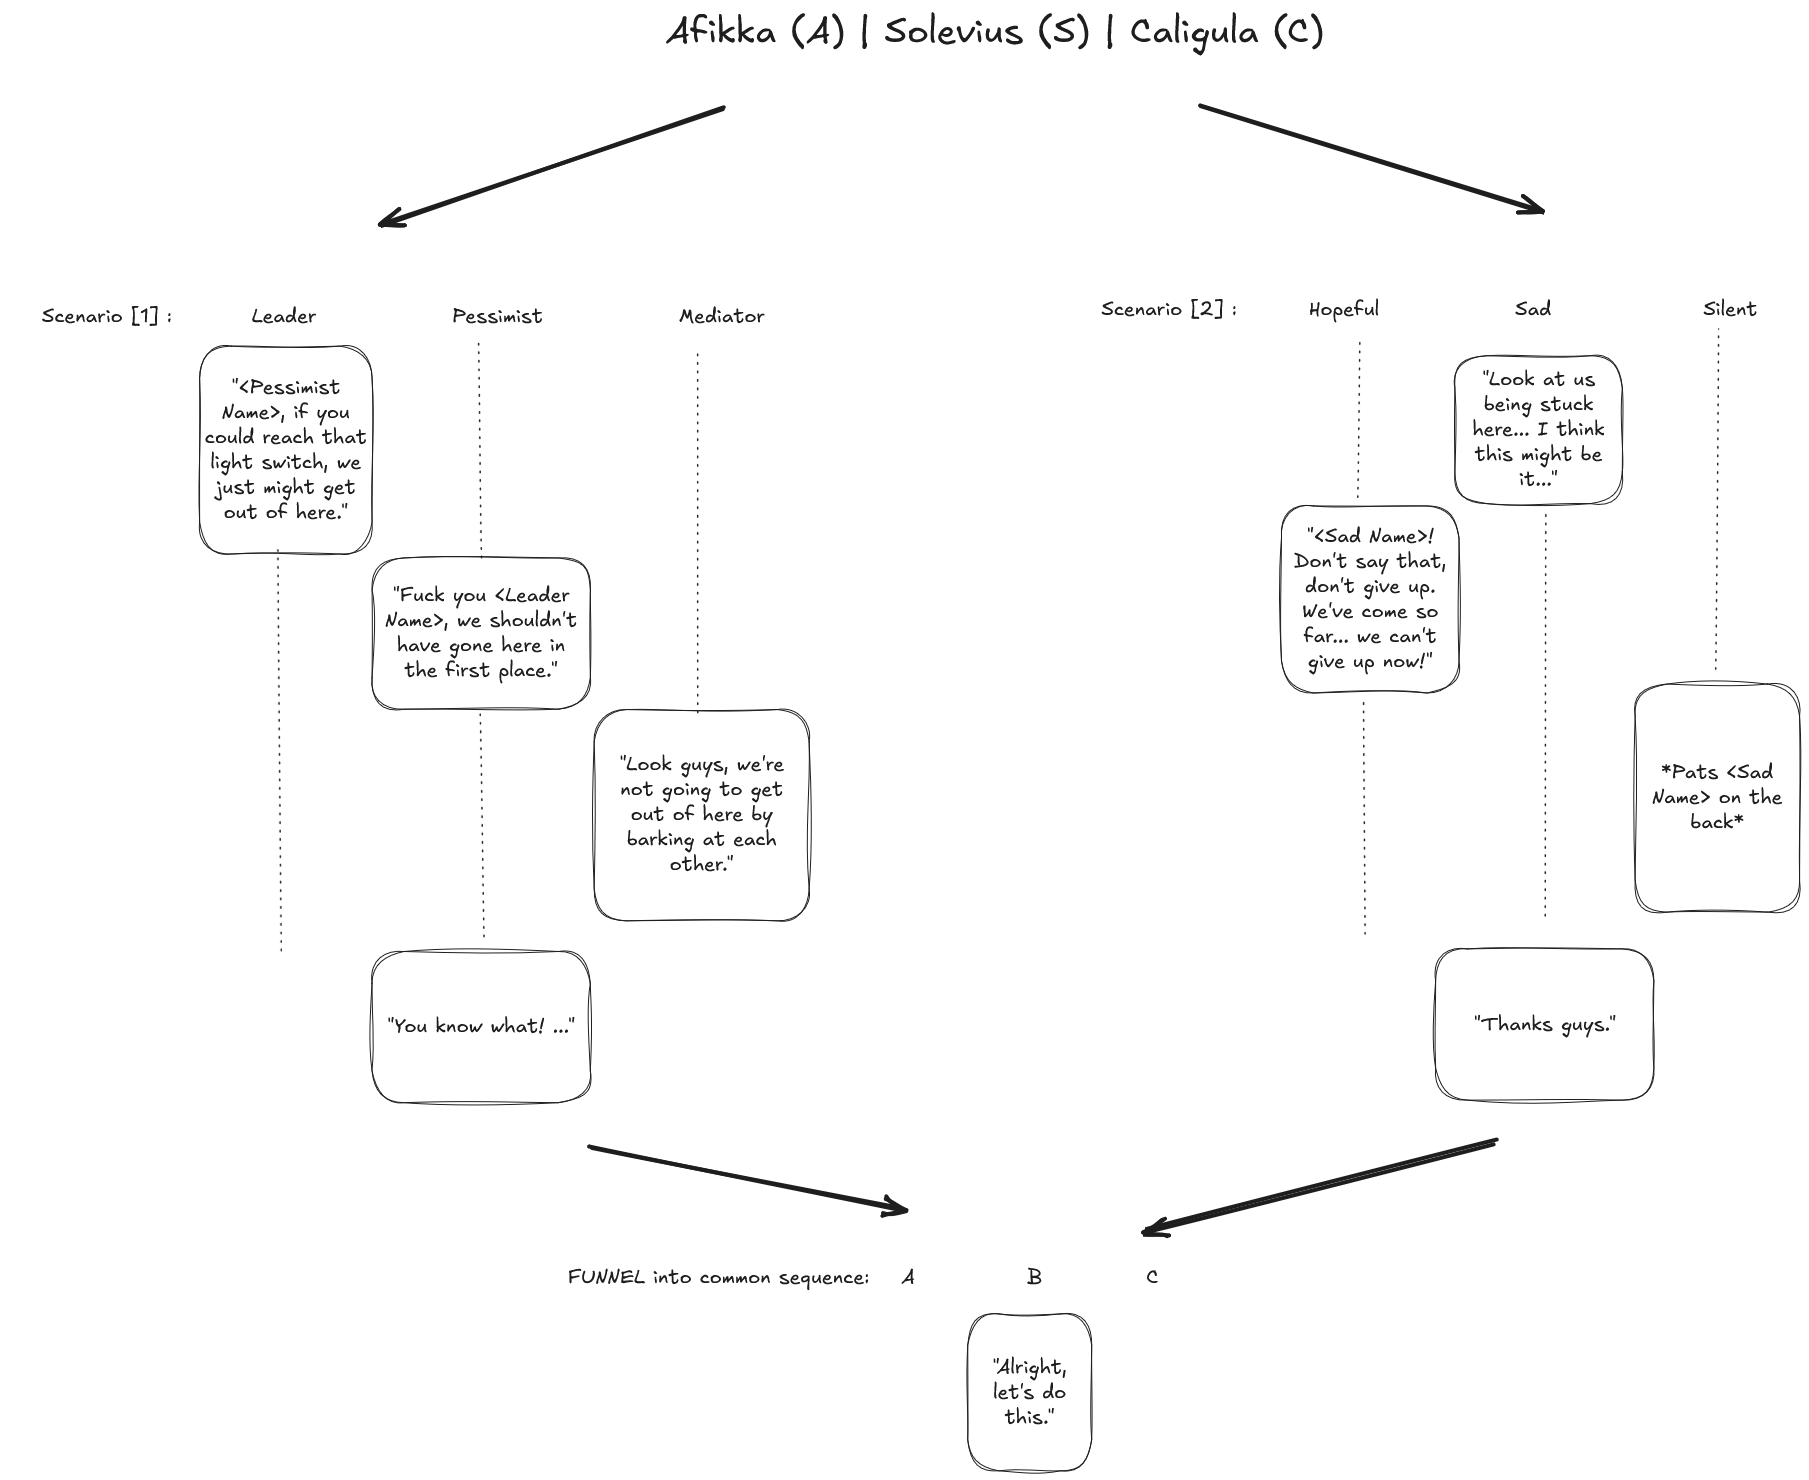 Afikka (A) | Solevius (S) | Caligula (C)
Scenario [1] :
Leader
Pessimist
Mediator
"<Pessimist
Name>, if you
could reach that
light switch, we
just might get
out of here."
"Fuck you <Leader
Name>, we shouldn't
have gone here in
the first place."
"Look guys, we're
not going to get
out of here by
barking at each
other."
"You know what! ..."
Scenario [2] :
Hopeful
Sad
Silent
"Look at us
being stuck
here... I think
this might be
it..."
"<Sad Name>!
Don't say that,
don't give up.
We've come so
far... we can't
give up now!"
*Pats <Sad
Name> on the
back*
"Thanks guys."
FUNNEL into common sequence:
A
B
C
"Alright,
let's do
this."